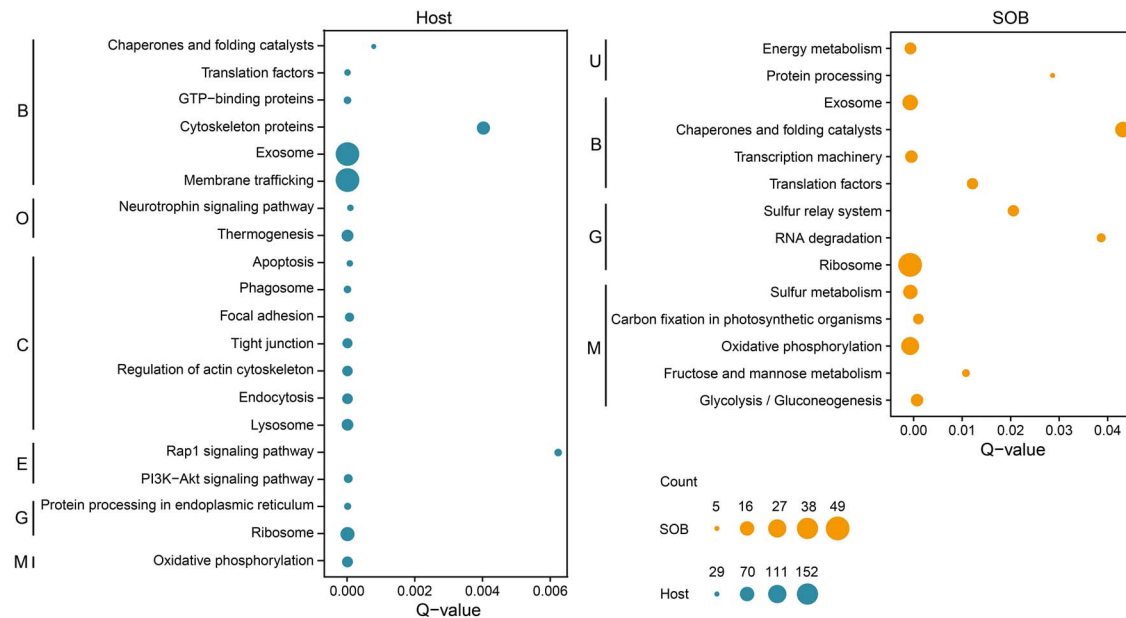 Host
B
Chaperones and folding catalysts
Translation factors
GTP−binding proteins
Cytoskeleton proteins
Exosome
Membrane trafficking
O
Neurotrophin signaling pathway
Thermogenesis
C
Apoptosis
Phagosome
Focal adhesion
Tight junction
Regulation of actin cytoskeleton
Endocytosis
Lysosome
E
Rap1 signaling pathway
PI3K−Akt signaling pathway
G
Protein processing in endoplasmic reticulum
Ribosome
M
Oxidative phosphorylation
0.000 0.002 0.004 0.006
Q−value
SOB
U
Energy metabolism
Protein processing
B
Exosome
Chaperones and folding catalysts
Transcription machinery
Translation factors
G
Sulfur relay system
RNA degradation
Ribosome
M
Sulfur metabolism
Carbon fixation in photosynthetic organisms
Oxidative phosphorylation
Fructose and mannose metabolism
Glycolysis / Gluconeogenesis
0.00 0.01 0.02 0.03 0.04
Q−value
Count
5 16 27 38 49
SOB
29 70 111 152
Host